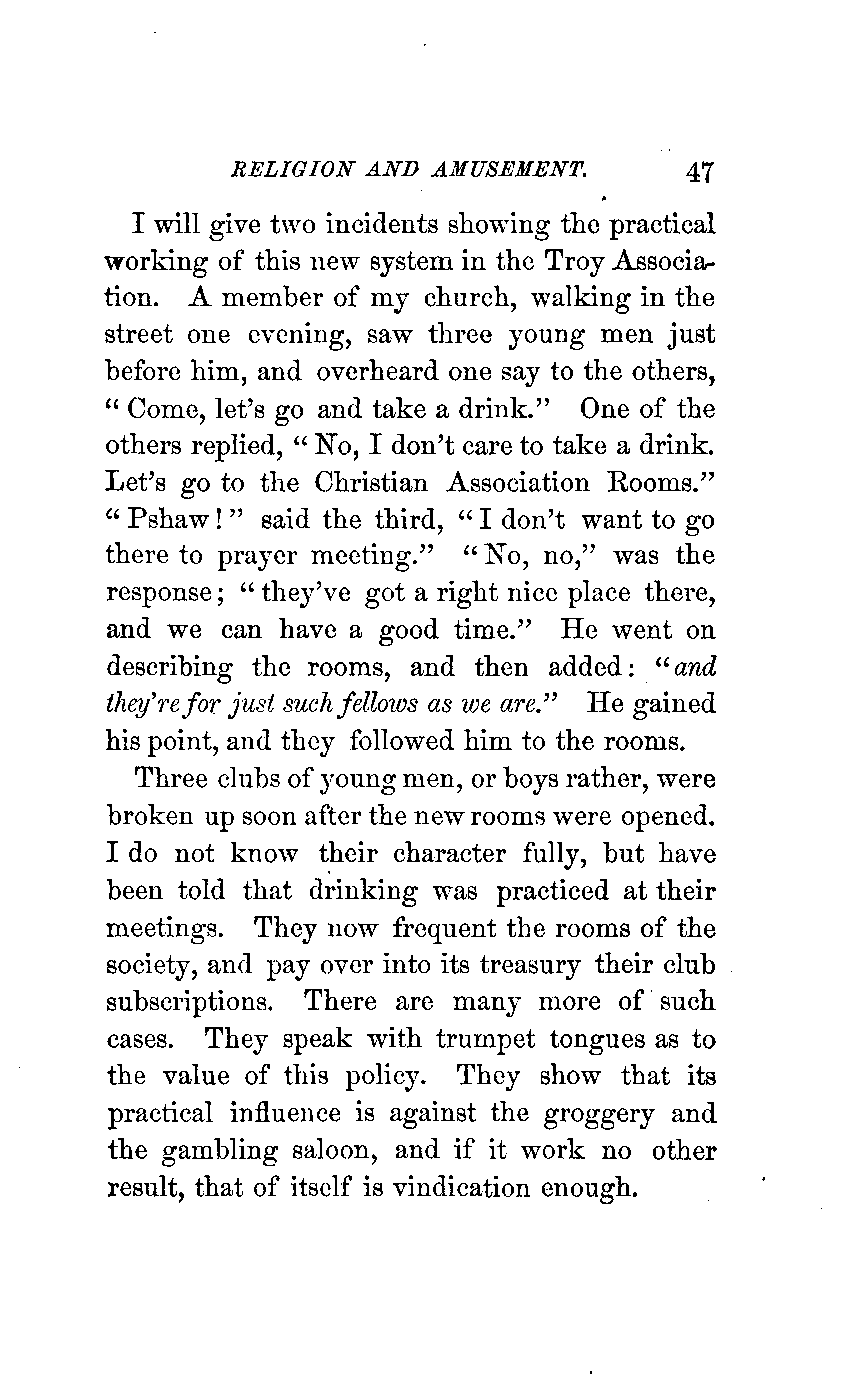 RELIGION AND AMUSEMENT. 47
I will give two incidents showing the practical
working of this new system in the Troy Associa-
tion. A member of my church, walking in the
street one evening, saw three young men just
before him, and overheard one say to the others,
“ Come, let’s go and take a drink.” One of the
others replied, “ No, I don’t care to take a drink.
Let’s go to the Christian Association Rooms.”
“ Pshaw ! ” said the third, “ I don’t want to go
there to prayer meeting.” “ No, no,” was the
response ; “ they’ve got a right nice place there,
and we can have a good time.” He went on
describing the rooms, and then added : “and
they’re for just such fellows as we are.” He gained
his point, and they followed him to the rooms.
Three clubs of young men, or boys rather, were
broken up soon after the new rooms were opened.
I do not know their character fully, but have
been told that drinking was practiced at their
meetings. They now frequent the rooms of the
society, and pay over into its treasury their club
subscriptions. There are many more of such
cases. They speak with trumpet tongues as to
the value of this policy. They show that its
practical influence is against the groggery and
the gambling saloon, and if it work no other
result, that of itself is vindication enough.